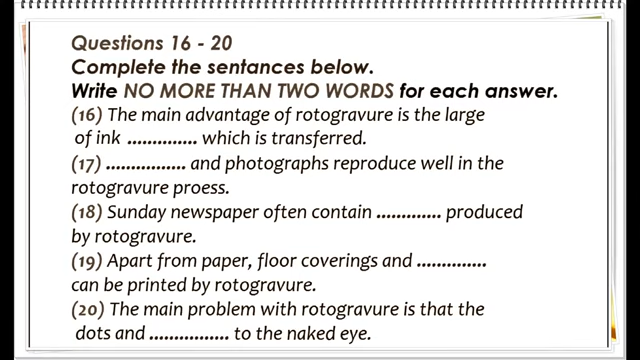 Questions 16 - 20
Complete the sentences below.
Write NO MORE THAN TWO WORDS for each answer.
(16) The main advantage of rotogravure is the large
of ink .............. which is transferred.
(17) ................ and photographs reproduce well in the
rotogravure proess.
(18) Sunday newspaper often contain ............. produced
by rotogravure.
(19) Apart from paper, floor coverings and ..............
can be printed by rotogravure.
(20) The main problem with rotogravure is that the
dots and ................ to the naked eye.